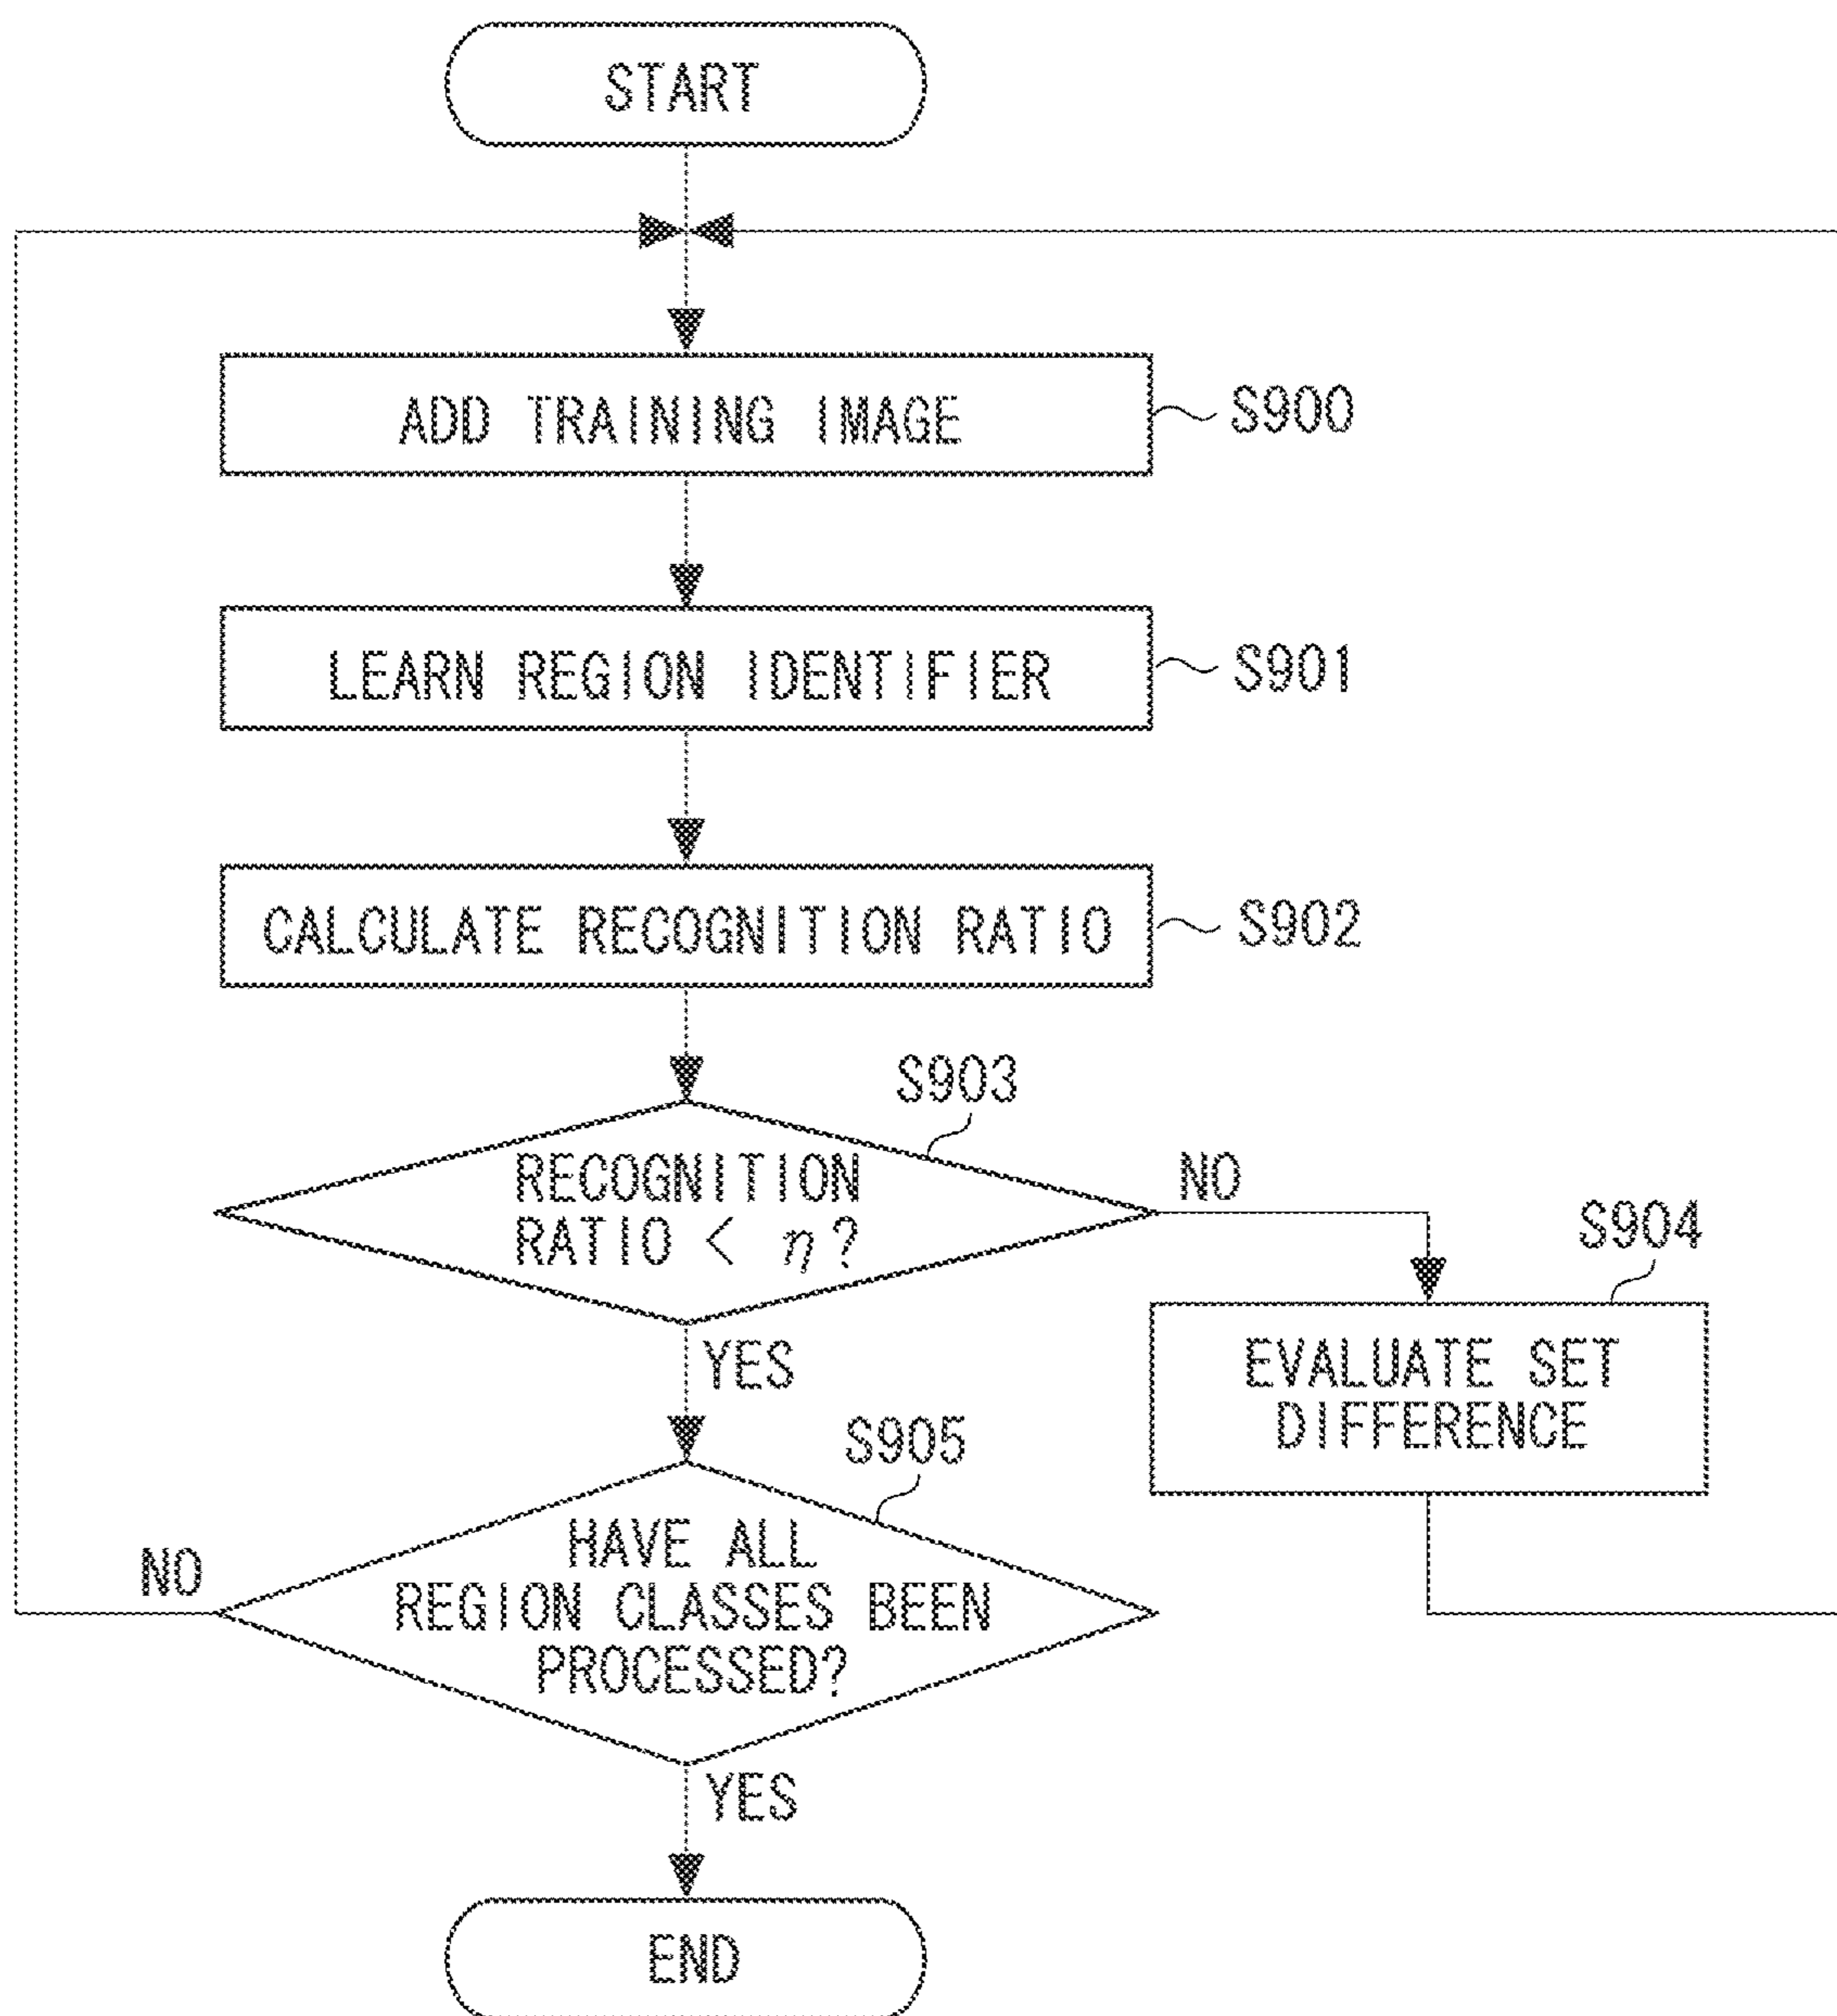 START
ADD TRAINING IMAGE
S900
LEARN REGION IDENTIFIER
S901
CALCULATE RECOGNITION RATIO
S902
S903
RECOGNITION
RATIO < η?
NO
YES
S904
EVALUATE SET
DIFFERENCE
S905
HAVE ALL
REGION CLASSES BEEN
PROCESSED?
NO
YES
END